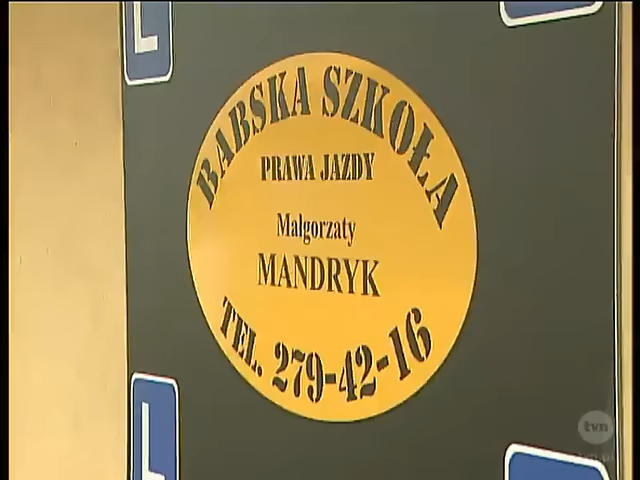 L
BABSKA SZKOŁA
PRAWA JAZDY
Małgorzaty
MANDRYK
TEL. 279-42-16
L
tvn